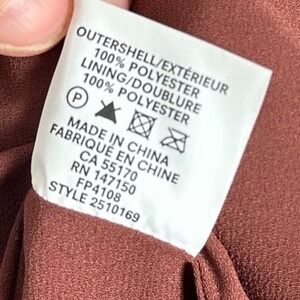 OUTERSHELL/EXTÉRIEUR
100% POLYESTER
LINING/DOUBLURE
100% POLYESTER
P
MADE IN CHINA
FABRIQUÉ EN CHINE
CA 55170
RN 147150
FP4108
STYLE 2510169